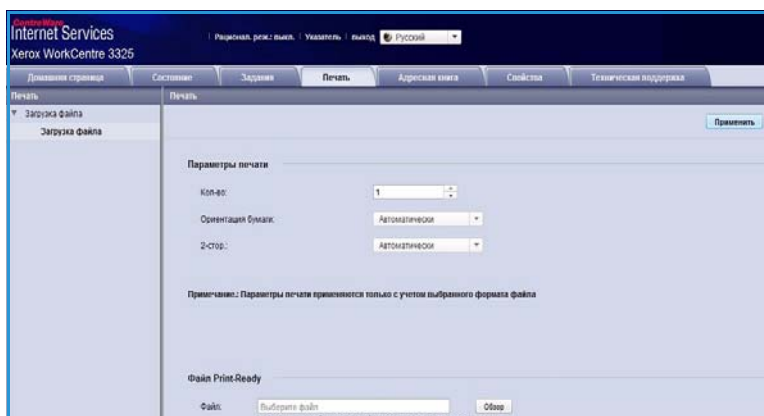 CentreWare
Internet Services
Xerox WorkCentre 3325
Рационал. реж.: выкл. | Указатель | выход Русский
Домашняя страница Состояние Задания Печать Адресная книга Свойства Техническая поддержка
Печать Печать
Загрузка файла
Загрузка файла
Применить
Параметры печати
Кол-во: 1
Ориентация бумаги: Автоматически
2-стор.: Автоматически
Примечание.: Параметры печати применяются только с учетом выбранного формата файла
Файл Print-Ready
Файл: Выберите файл Обзор